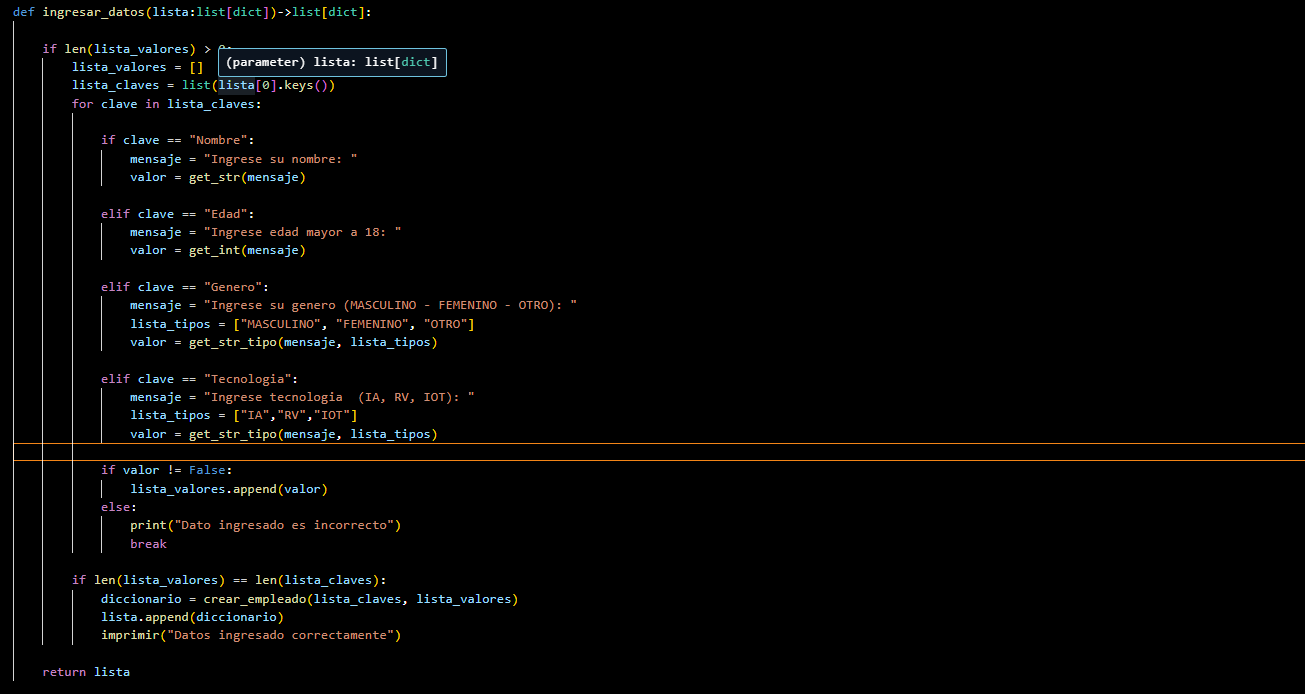 def ingresar_datos(lista:list[dict])->list[dict]:
if len(lista_valores) > 0:
(parameter) lista: list[dict]
lista_valores = []
lista_claves = list(lista[0].keys())
for clave in lista_claves:
if clave == "Nombre":
mensaje = "Ingrese su nombre: "
valor = get_str(mensaje)
elif clave == "Edad":
mensaje = "Ingrese edad mayor a 18: "
valor = get_int(mensaje)
elif clave == "Genero":
mensaje = "Ingrese su genero (MASCULINO - FEMENINO - OTRO): "
lista_tipos = ["MASCULINO", "FEMENINO", "OTRO"]
valor = get_str_tipo(mensaje, lista_tipos)
elif clave == "Tecnologia":
mensaje = "Ingrese tecnologia  (IA, RV, IOT): "
lista_tipos = ["IA","RV","IOT"]
valor = get_str_tipo(mensaje, lista_tipos)
if valor != False:
lista_valores.append(valor)
else:
print("Dato ingresado es incorrecto")
break
if len(lista_valores) == len(lista_claves):
diccionario = crear_empleado(lista_claves, lista_valores)
lista.append(diccionario)
imprimir("Datos ingresado correctamente")
return lista